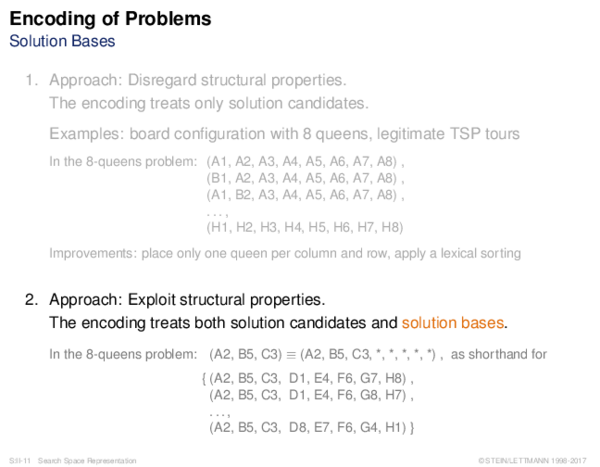 Encoding of Problems
Solution Bases
1. Approach: Disregard structural properties.
The encoding treats only solution candidates.
Examples: board configuration with 8 queens, legitimate TSP tours
In the 8-queens problem: (A1, A2, A3, A4, A5, A6, A7, A8) ,
(B1, A2, A3, A4, A5, A6, A7, A8) ,
(A1, B2, A3, A4, A5, A6, A7, A8) ,
. . . ,
(H1, H2, H3, H4, H5, H6, H7, H8)
Improvements: place only one queen per column and row, apply a lexical sorting
2. Approach: Exploit structural properties.
The encoding treats both solution candidates and solution bases.
In the 8-queens problem: (A2, B5, C3) ≡ (A2, B5, C3, *, *, *, *, *) , as shorthand for
{ (A2, B5, C3, D1, E4, F6, G7, H8) ,
(A2, B5, C3, D1, E4, F6, G8, H7) ,
. . . ,
(A2, B5, C3, D8, E7, F6, G4, H1) }
S:II-11 Search Space Representation ©STEIN/LETTMANN 1998-2017